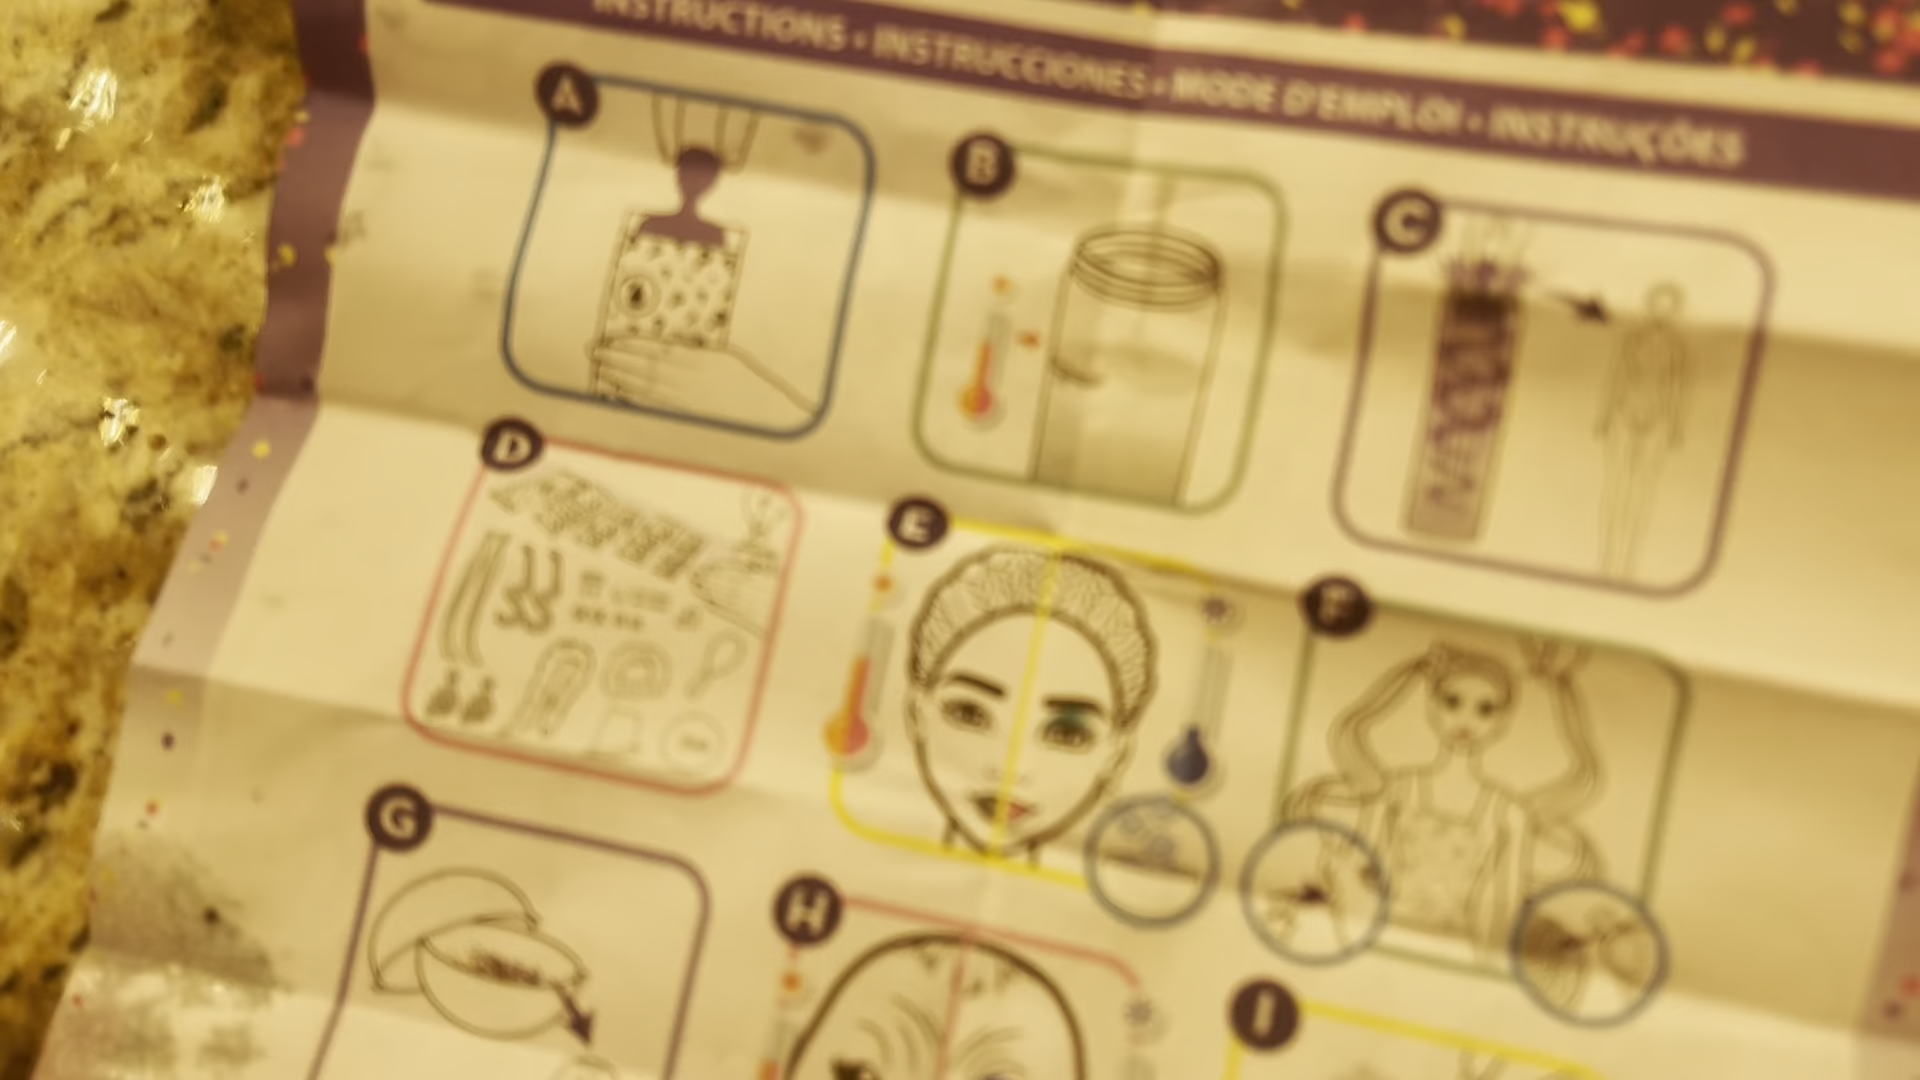 INSTRUCTIONS • INSTRUCCIONES • MODE D'EMPLOI • INSTRUÇÕES
A
B
C
D
E
F
G
H
I